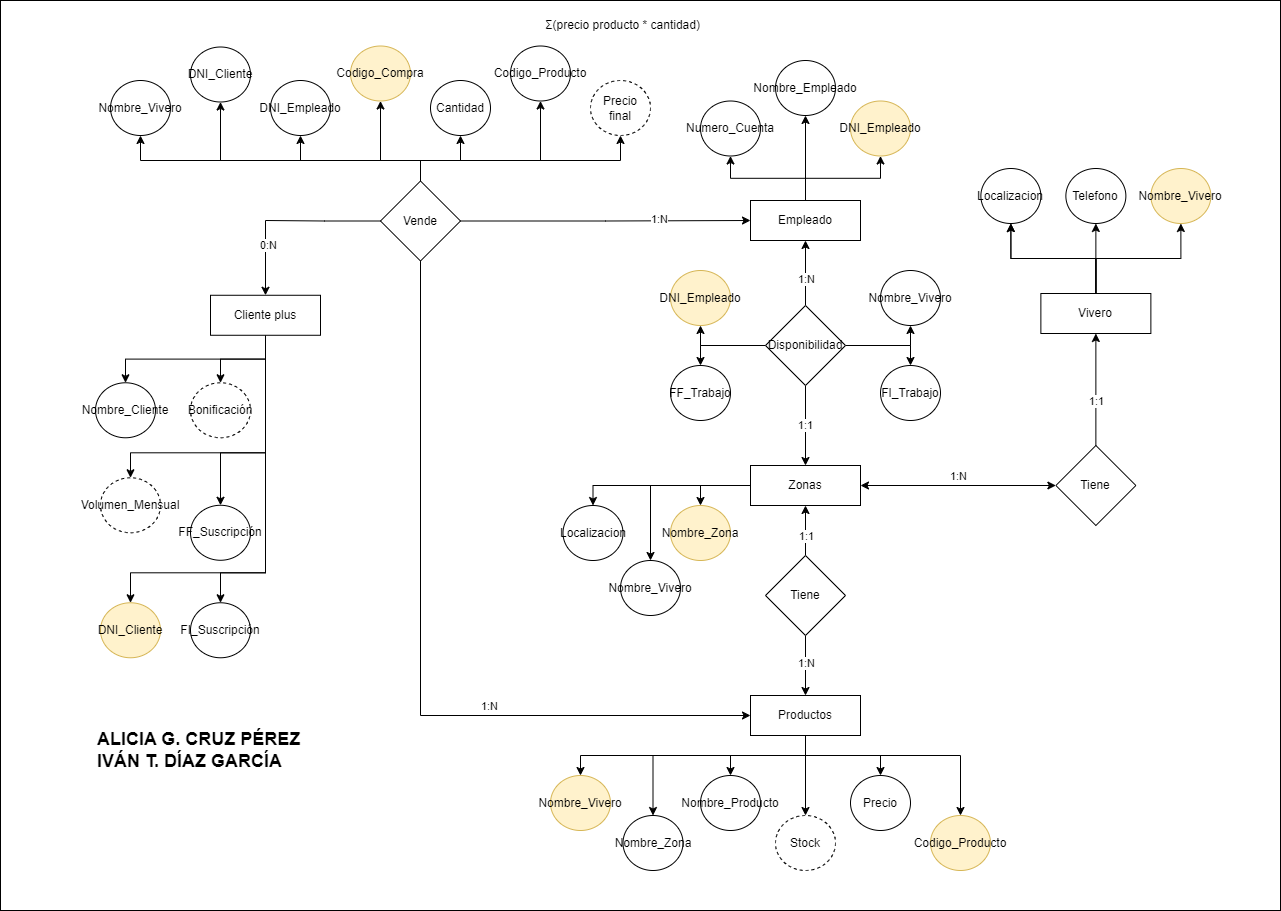 Σ(precio producto * cantidad)
DNI_Cliente
Codigo_Compra
Codigo_Producto
Nombre_Vivero
DNI_Empleado
Cantidad
Precio
final
Nombre_Empleado
Numero_Cuenta
DNI_Empleado
Localizacion
Telefono
Nombre_Vivero
Vende
1:N
Empleado
0:N
Cliente plus
1:N
DNI_Empleado
Nombre_Vivero
Vivero
Disponibilidad
FF_Trabajo
FI_Trabajo
1:1
1:1
Nombre_Cliente
Bonificación
Volumen_Mensual
FF_Suscripción
DNI_Cliente
FI_Suscripción
Zonas
1:N
Tiene
Localizacion
Nombre_Zona
Nombre_Vivero
1:1
Tiene
1:N
1:N
Productos
ALICIA G. CRUZ PÉREZ
IVÁN T. DÍAZ GARCÍA
Nombre_Vivero
Nombre_Producto
Precio
Nombre_Zona
Stock
Codigo_Producto